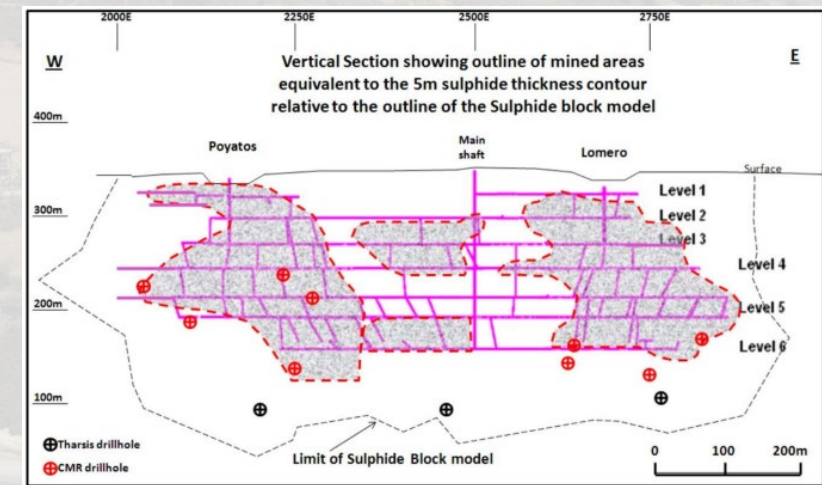 2000E 2250E 2500E 2750E
W
E
Vertical Section showing outline of mined areas
equivalent to the 5m sulphide thickness contour
relative to the outline of the Sulphide block model
400m
Poyatos
Main
shaft
Lomero
Surface
Level 1
300m
Level 2
Level 3
Level 4
200m
Level 5
Level 6
100m
Tharsis drillhole
CMR drillhole
Limit of Sulphide Block model
0 100 200m